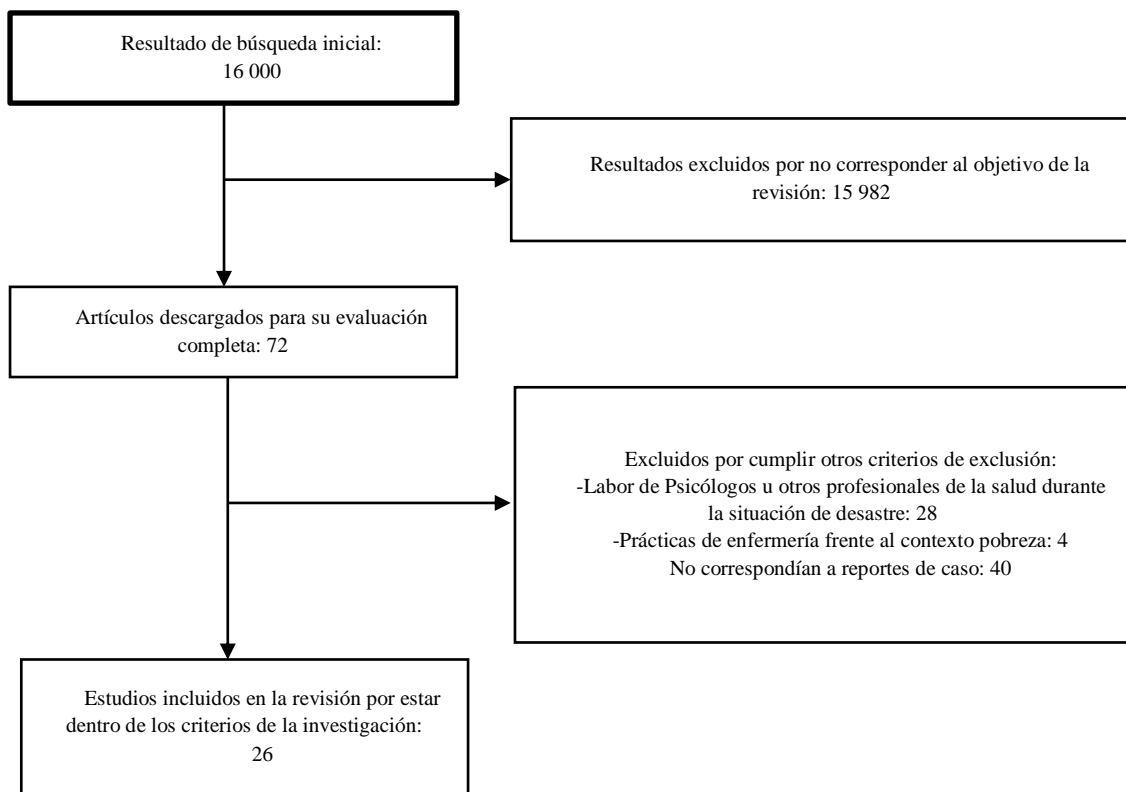 Resultado de búsqueda inicial:
16 000
Resultados excluidos por no corresponder al objetivo de la
revisión: 15 982
Artículos descargados para su evaluación
completa: 72
Excluidos por cumplir otros criterios de exclusión:
-Labor de Psicólogos u otros profesionales de la salud durante
la situación de desastre: 28
-Prácticas de enfermería frente al contexto pobreza: 4
No correspondían a reportes de caso: 40
Estudios incluidos en la revisión por estar
dentro de los criterios de la investigación:
26